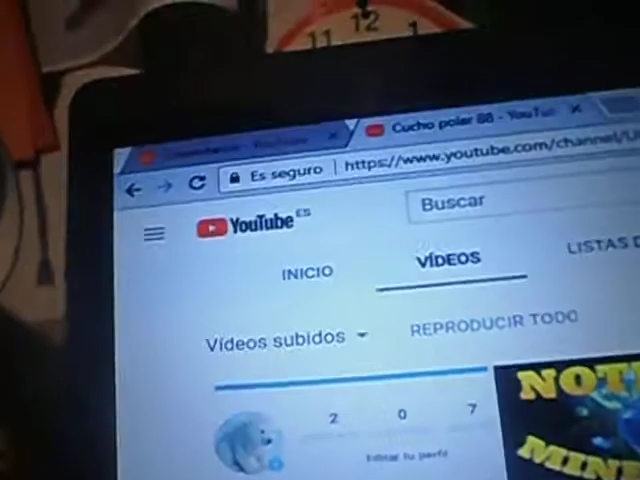 11 12 1
Cucho polar 88 - YouTu
Es seguro | https://www.youtube.com/channel/U
YouTube ES
Buscar
INICIO
VÍDEOS
LISTAS D
Vídeos subidos
REPRODUCIR TODO
2 0 7
Editar tu perfil
NOTI
MINE